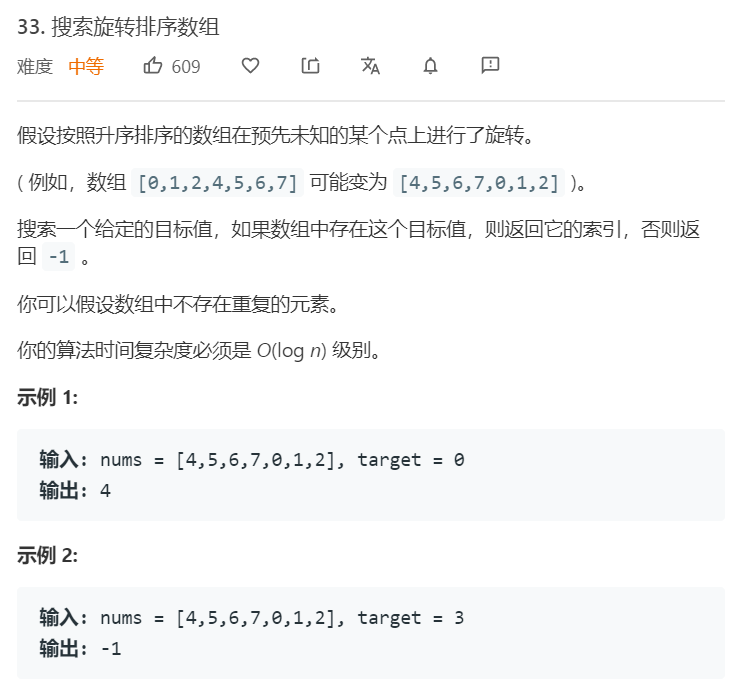 33. 搜索旋转排序数组
难度 中等 609
假设按照升序排序的数组在预先未知的某个点上进行了旋转。
( 例如，数组 [0,1,2,4,5,6,7] 可能变为 [4,5,6,7,0,1,2] )。
搜索一个给定的目标值，如果数组中存在这个目标值，则返回它的索引，否则返
回 -1 。
你可以假设数组中不存在重复的元素。
你的算法时间复杂度必须是 O(log n) 级别。
示例 1:
输入: nums = [4,5,6,7,0,1,2], target = 0
输出: 4
示例 2:
输入: nums = [4,5,6,7,0,1,2], target = 3
输出: -1